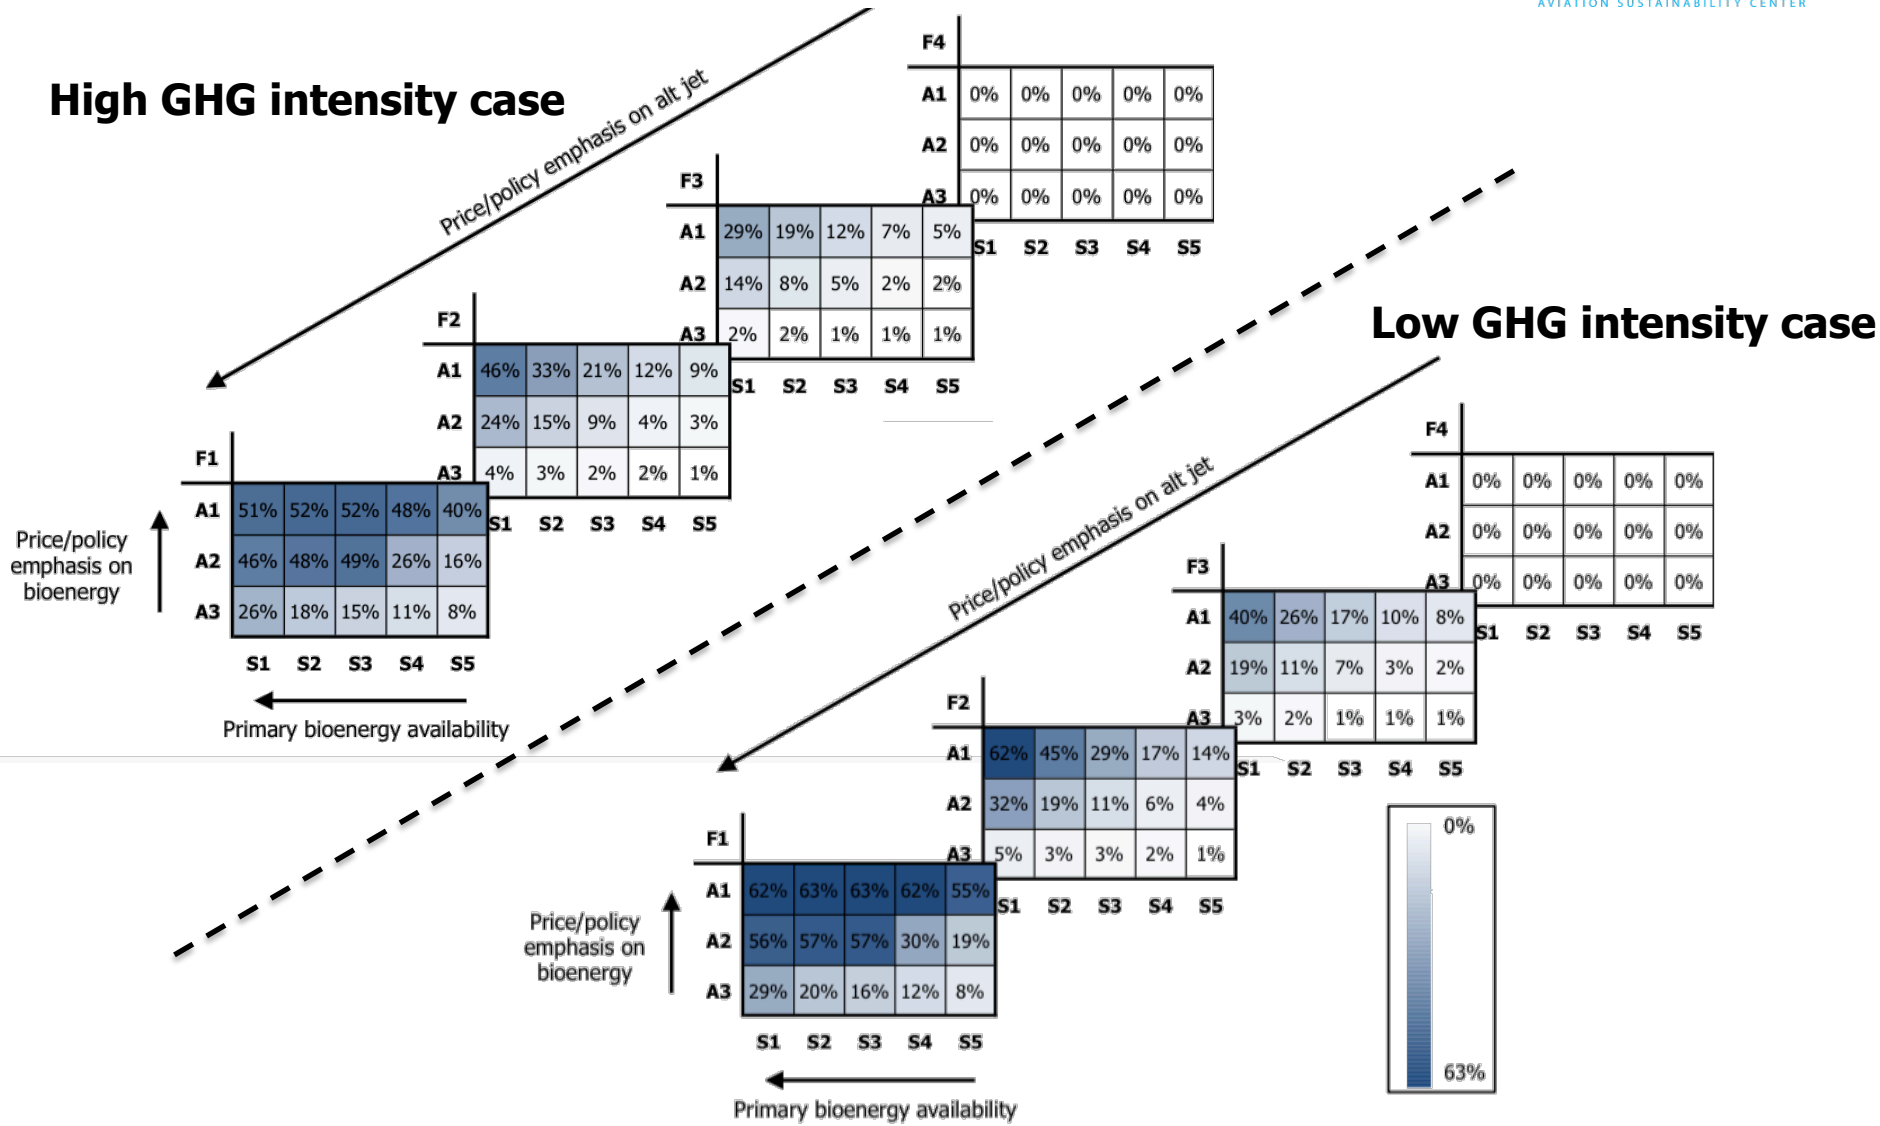 AVIATION SUSTAINABILITY CENTER
High GHG intensity case
Price/policy emphasis on alt jet
F4
A1 0% 0% 0% 0% 0%
A2 0% 0% 0% 0% 0%
A3 0% 0% 0% 0% 0%
S1 S2 S3 S4 S5
F3
A1 29% 19% 12% 7% 5%
A2 14% 8% 5% 2% 2%
A3 2% 2% 1% 1% 1%
S1 S2 S3 S4 S5
F2
A1 46% 33% 21% 12% 9%
A2 24% 15% 9% 4% 3%
A3 4% 3% 2% 2% 1%
S1 S2 S3 S4 S5
F1
A1 51% 52% 52% 48% 40%
A2 46% 48% 49% 26% 16%
A3 26% 18% 15% 11% 8%
S1 S2 S3 S4 S5
Price/policy
emphasis on
bioenergy
Primary bioenergy availability
Low GHG intensity case
Price/policy emphasis on alt jet
F4
A1 0% 0% 0% 0% 0%
A2 0% 0% 0% 0% 0%
A3 0% 0% 0% 0% 0%
S1 S2 S3 S4 S5
F3
A1 40% 26% 17% 10% 8%
A2 19% 11% 7% 3% 2%
A3 3% 2% 1% 1% 1%
S1 S2 S3 S4 S5
F2
A1 62% 45% 29% 17% 14%
A2 32% 19% 11% 6% 4%
A3 5% 3% 3% 2% 1%
S1 S2 S3 S4 S5
F1
A1 62% 63% 63% 62% 55%
A2 56% 57% 57% 30% 19%
A3 29% 20% 16% 12% 8%
S1 S2 S3 S4 S5
Price/policy
emphasis on
bioenergy
Primary bioenergy availability
0%
63%